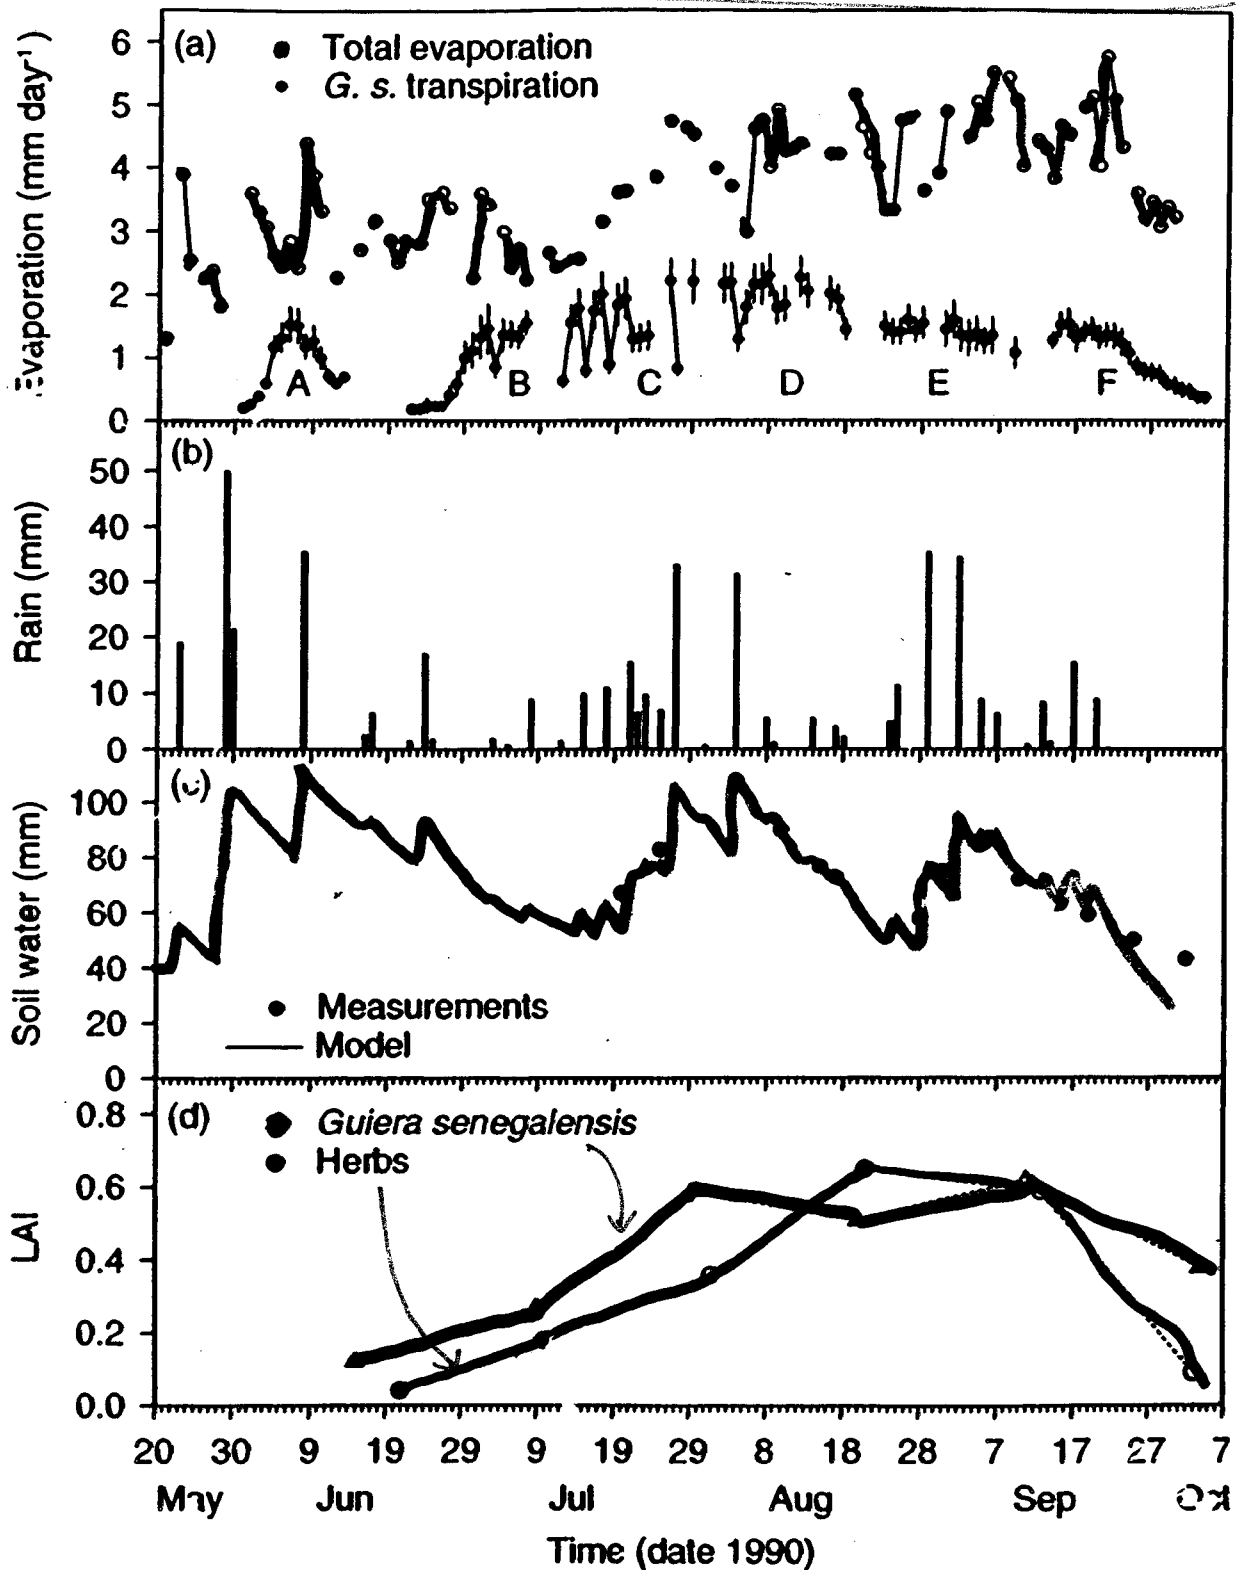 (a)
Total evaporation
G. s. transpiration
Evaporation (mm day⁻¹)
6
5
4
3
2
1
0
A
B
C
D
E
F
(b)
Rain (mm)
50
40
30
20
10
0
(c)
Soil water (mm)
100
80
60
40
20
0
Measurements
Model
(d)
Guiera senegalensis
Herbs
LAI
0.8
0.6
0.4
0.2
0.0
20 30 9 19 29 9 19 29 8 18 28 7 17 27 7
May Jun Jul Aug Sep Oct
Time (date 1990)